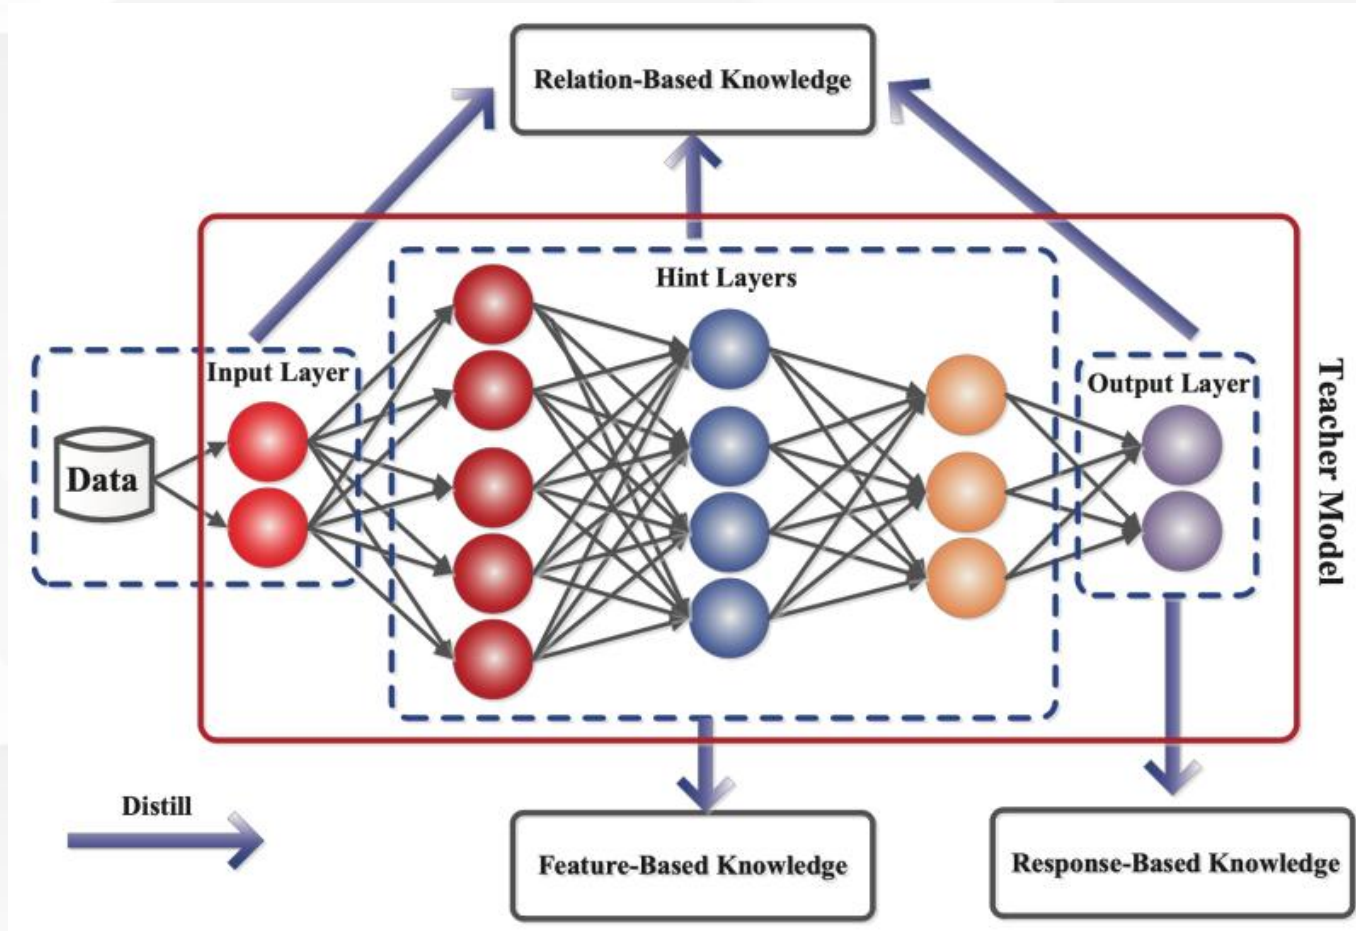 Relation-Based Knowledge
Hint Layers
Input Layer
Output Layer
Data
Teacher Model
Distill
Feature-Based Knowledge
Response-Based Knowledge